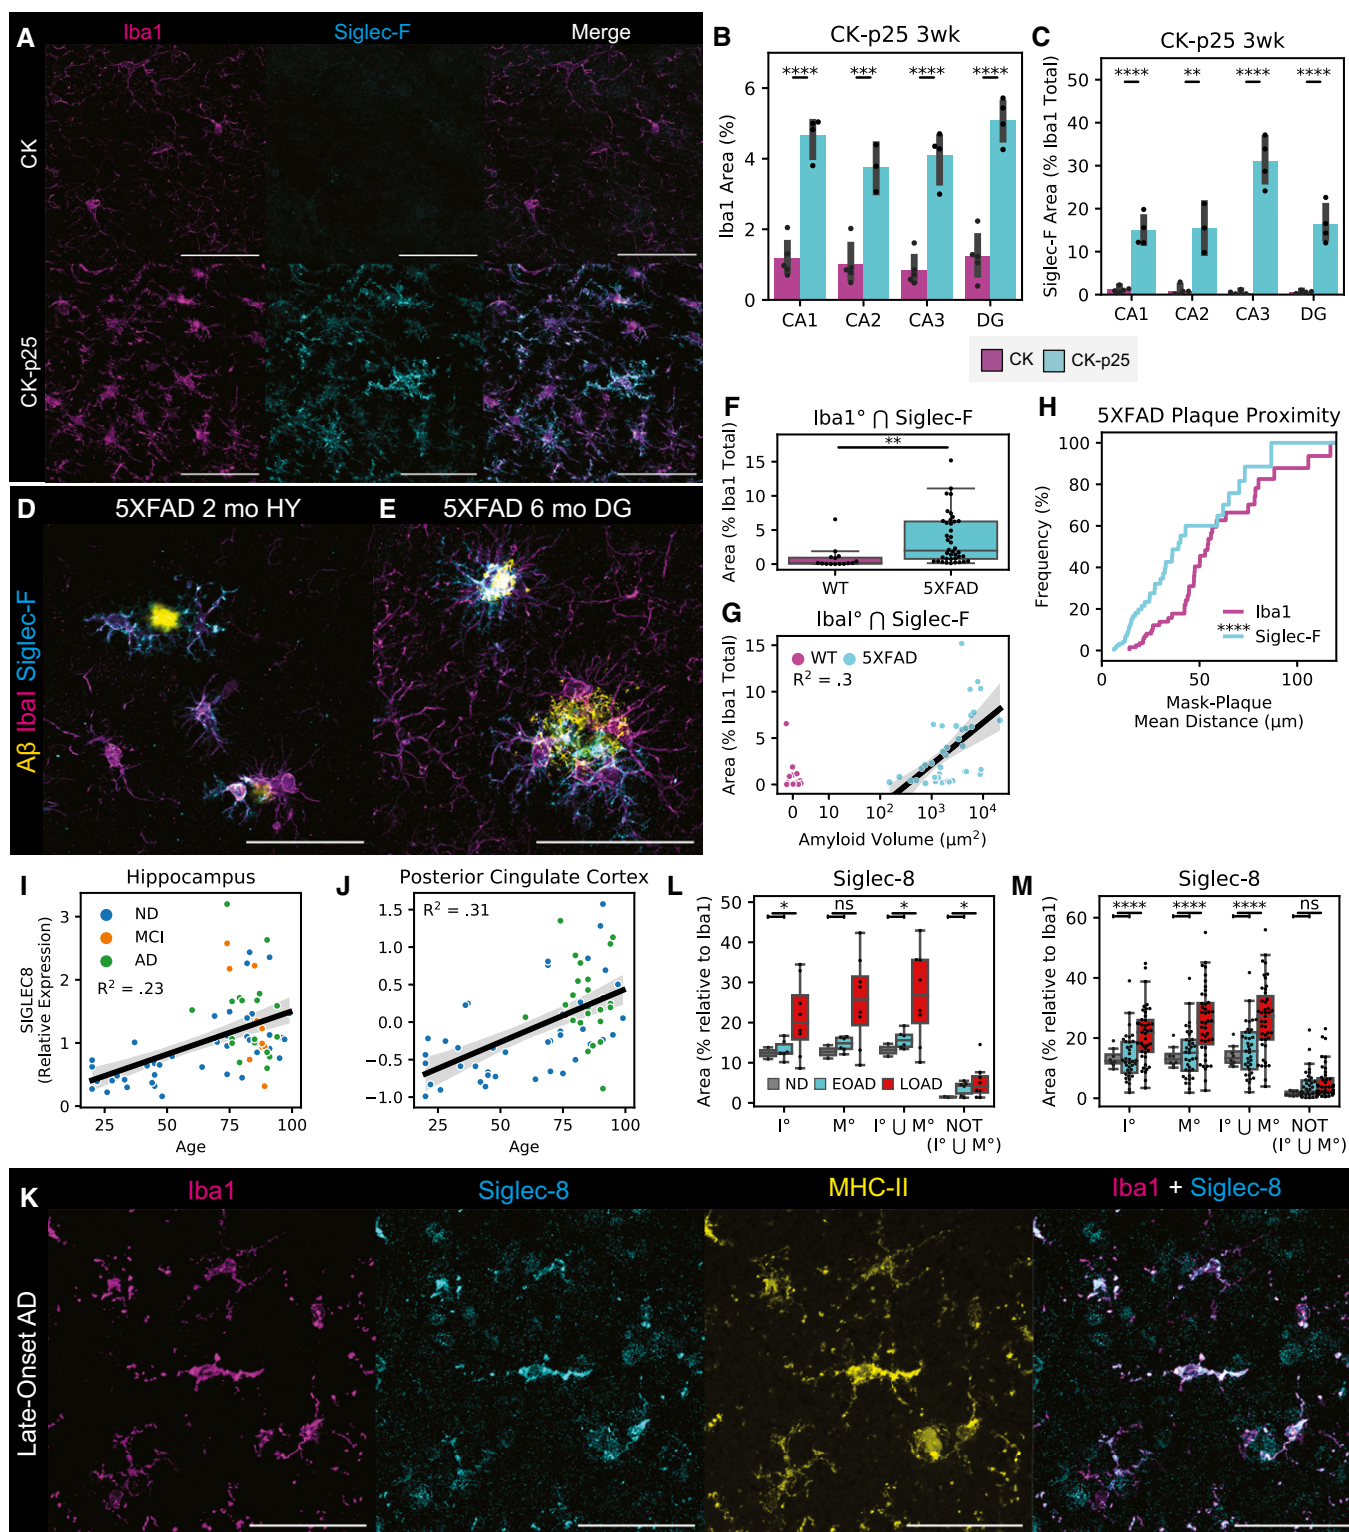 A
Iba1
Siglec-F
Merge
CK
CK-p25
B
CK-p25 3wk
****
***
****
****
Iba1 Area (%)
6
4
2
0
CA1
CA2
CA3
DG
C
CK-p25 3wk
****
**
****
****
Siglec-F Area (% Iba1 Total)
50
40
30
20
10
0
CA1
CA2
CA3
DG
CK
CK-p25
D
5XFAD 2 mo HY
E
5XFAD 6 mo DG
Aβ IbaI Siglec-F
F
Iba1° ⋂ Siglec-F
**
Area (% Iba1 Total)
15
10
5
0
WT
5XFAD
G
IbaI° ⋂ Siglec-F
WT
5XFAD
R² = .3
Area (% Iba1 Total)
15
10
5
0
0
10
10²
10³
10⁴
Amyloid Volume (μm²)
H
5XFAD Plaque Proximity
Frequency (%)
100
80
60
40
20
0
Iba1
****
Siglec-F
0
50
100
Mask-Plaque
Mean Distance (μm)
I
Hippocampus
ND
MCI
AD
R² = .23
SIGLEC8
(Relative Expression)
3
2
1
0
25
50
75
100
Age
J
Posterior Cingulate Cortex
R² = .31
1.5
1.0
0.5
0.0
−0.5
−1.0
25
50
75
100
Age
L
Siglec-8
*
ns
*
*
Area (% relative to Iba1)
50
40
30
20
10
0
ND
EOAD
LOAD
I°
M°
I° ⋃ M°
NOT
(I° ⋃ M°)
M
Siglec-8
****
****
****
ns
Area (% relative to Iba1)
60
40
20
0
I°
M°
I° ⋃ M°
NOT
(I° ⋃ M°)
K
Iba1
Siglec-8
MHC-II
Iba1 + Siglec-8
Late-Onset AD